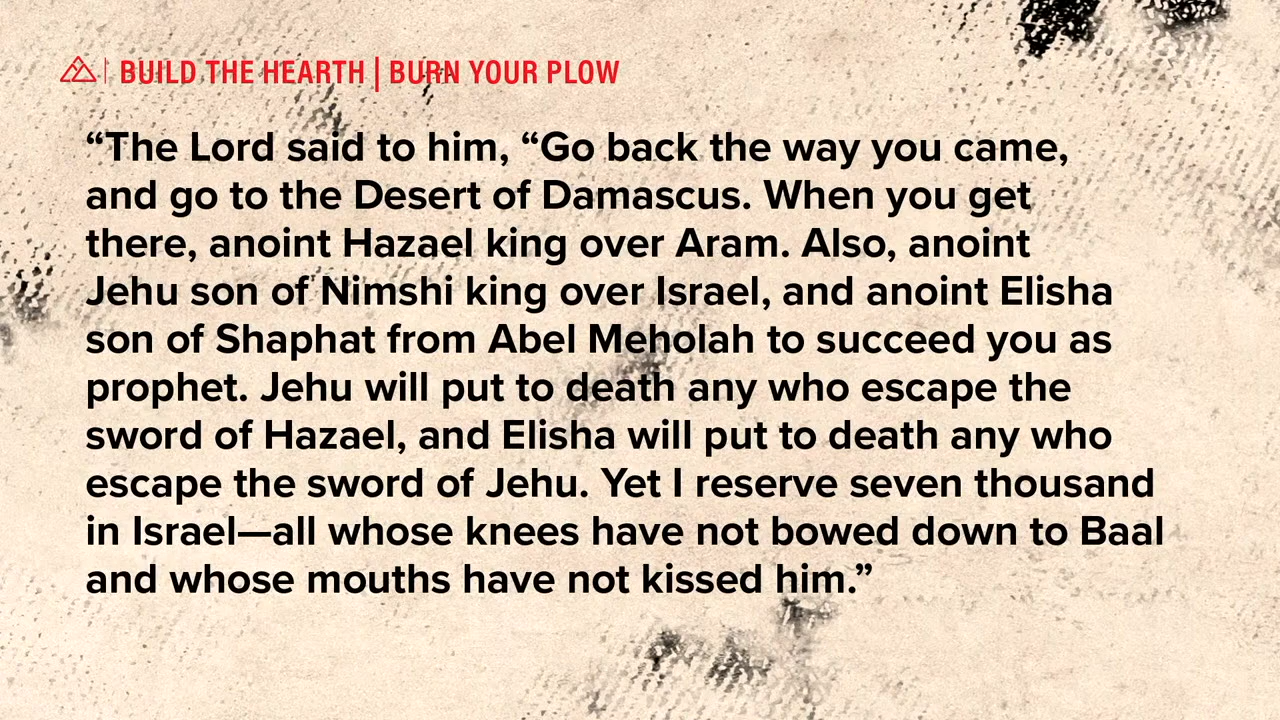 BUILD THE HEARTH | BURN YOUR PLOW
“The Lord said to him, “Go back the way you came,
and go to the Desert of Damascus. When you get
there, anoint Hazael king over Aram. Also, anoint
Jehu son of Nimshi king over Israel, and anoint Elisha
son of Shaphat from Abel Meholah to succeed you as
prophet. Jehu will put to death any who escape the
sword of Hazael, and Elisha will put to death any who
escape the sword of Jehu. Yet I reserve seven thousand
in Israel—all whose knees have not bowed down to Baal
and whose mouths have not kissed him.”